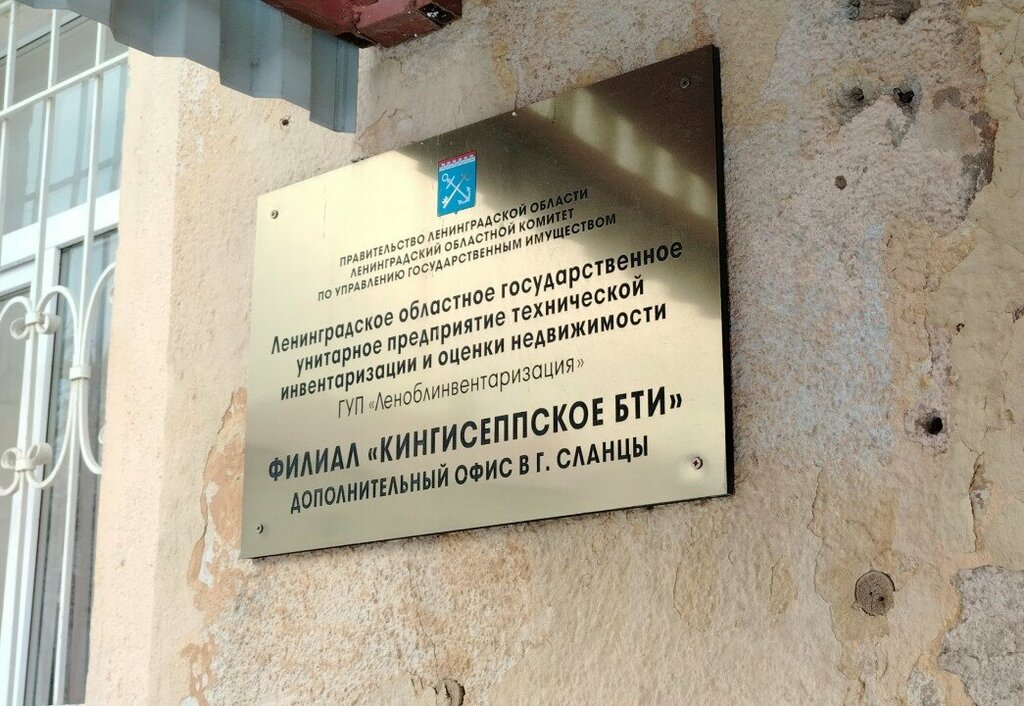 ПРАВИТЕЛЬСТВО ЛЕНИНГРАДСКОЙ ОБЛАСТИ
ЛЕНИНГРАДСКИЙ ОБЛАСТНОЙ КОМИТЕТ
ПО УПРАВЛЕНИЮ ГОСУДАРСТВЕННЫМ ИМУЩЕСТВОМ
Ленинградское областное государственное
унитарное предприятие технической
инвентаризации и оценки недвижимости
ГУП «Леноблинвентаризация»
ФИЛИАЛ «КИНГИСЕППСКОЕ БТИ»
ДОПОЛНИТЕЛЬНЫЙ ОФИС В Г. СЛАНЦЫ